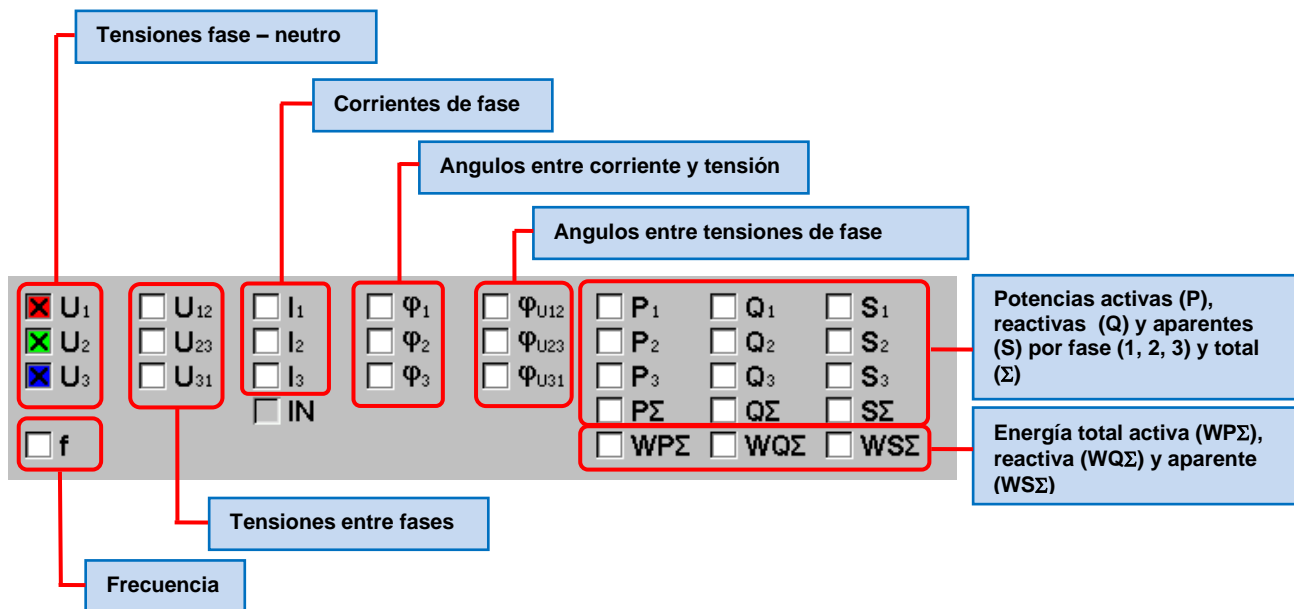 Tensiones fase – neutro
Corrientes de fase
Angulos entre corriente y tensión
Angulos entre tensiones de fase
U1 U12 I1 φ1 φU12 P1 Q1 S1
U2 U23 I2 φ2 φU23 P2 Q2 S2
U3 U31 I3 φ3 φU31 P3 Q3 S3
IN PΣ QΣ SΣ
f WPΣ WQΣ WSΣ
Potencias activas (P),
reactivas (Q) y aparentes
(S) por fase (1, 2, 3) y total
(Σ)
Energía total activa (WPΣ),
reactiva (WQΣ) y aparente
(WSΣ)
Tensiones entre fases
Frecuencia